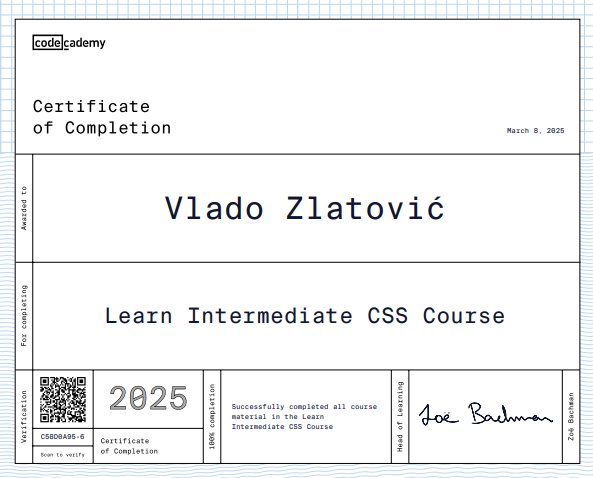 codecademy
Certificate
of Completion
March 8, 2025
Awarded to
Vlado Zlatović
For completing
Learn Intermediate CSS Course
Verification
C58D0A95-6
Scan to verify
2025
Certificate
of Completion
100% completion
Successfully completed all course
material in the Learn
Intermediate CSS Course
Head of Learning
Zoë Bachman
Zoë Bachman